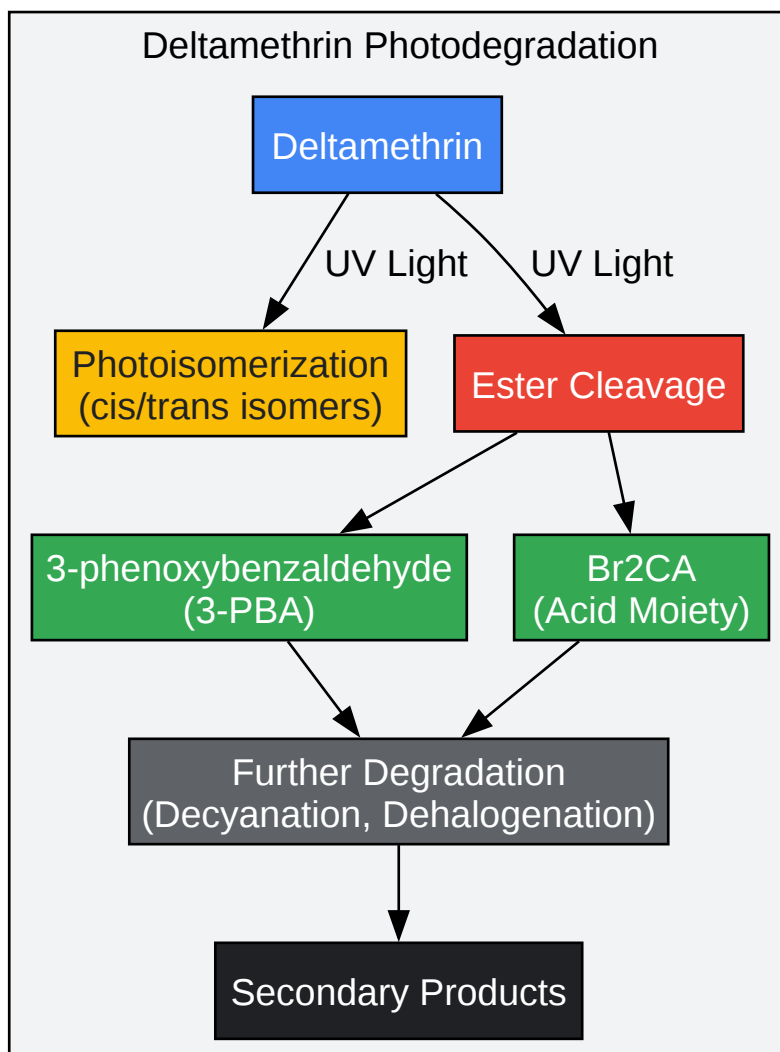 Deltamethrin Photodegradation
Deltamethrin
UV Light
UV Light
Photoisomerization
(cis/trans isomers)
Ester Cleavage
3-phenoxybenzaldehyde
(3-PBA)
Br2CA
(Acid Moiety)
Further Degradation
(Decyanation, Dehalogenation)
Secondary Products